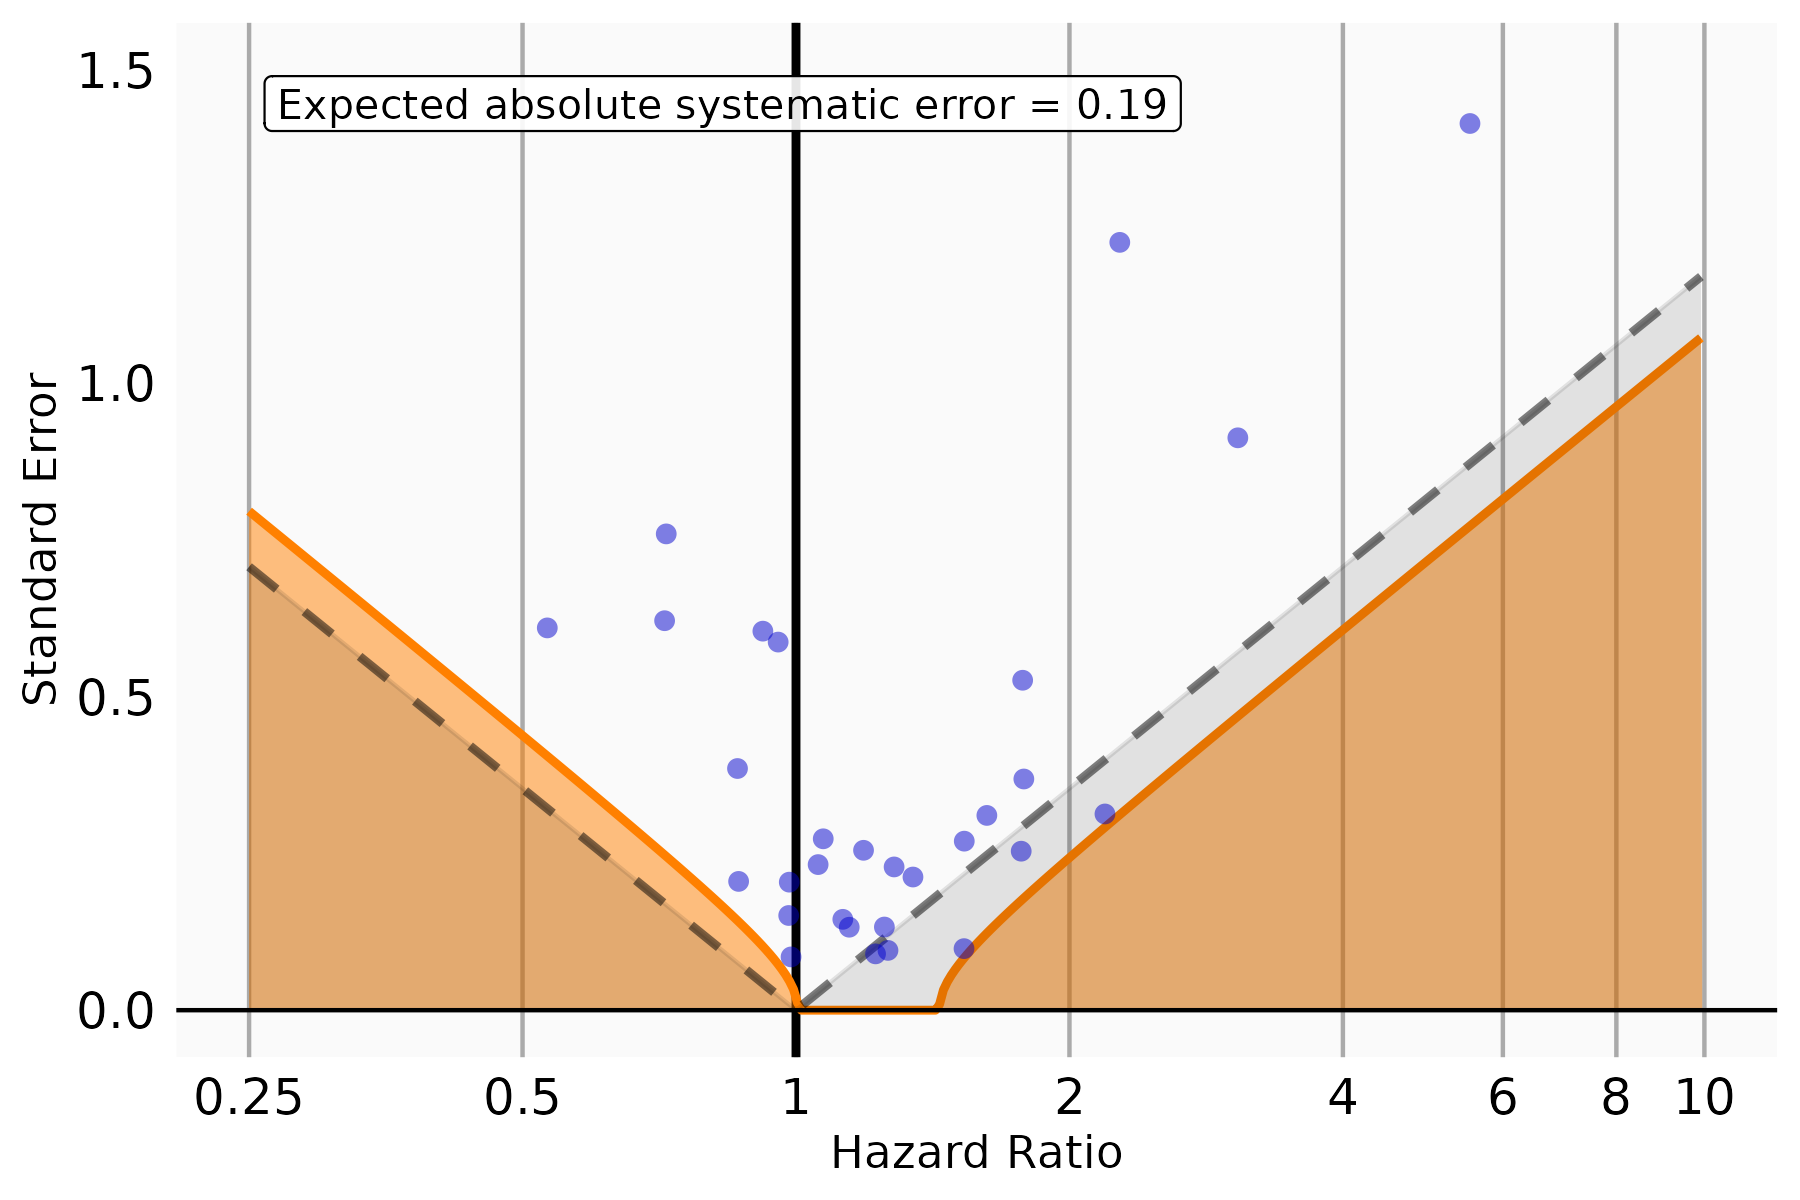 Expected absolute systematic error = 0.19
1.5
1.0
0.5
0.0
Standard Error
0.25 0.5 1 2 4 6 8 10
Hazard Ratio